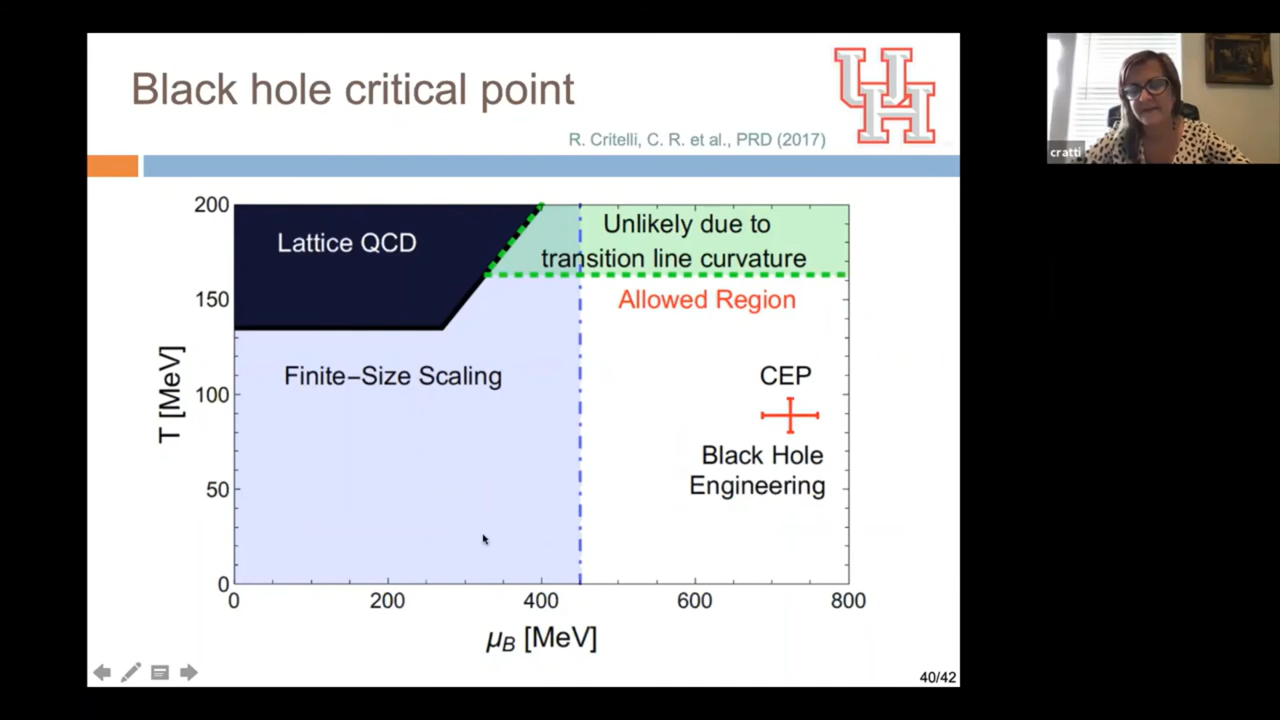 Black hole critical point
UH
R. Critelli, C. R. et al., PRD (2017)
cratti
200
150
100
50
0
T [MeV]
Lattice QCD
Unlikely due to
transition line curvature
Allowed Region
Finite−Size Scaling
CEP
Black Hole
Engineering
0 200 400 600 800
μB [MeV]
40/42